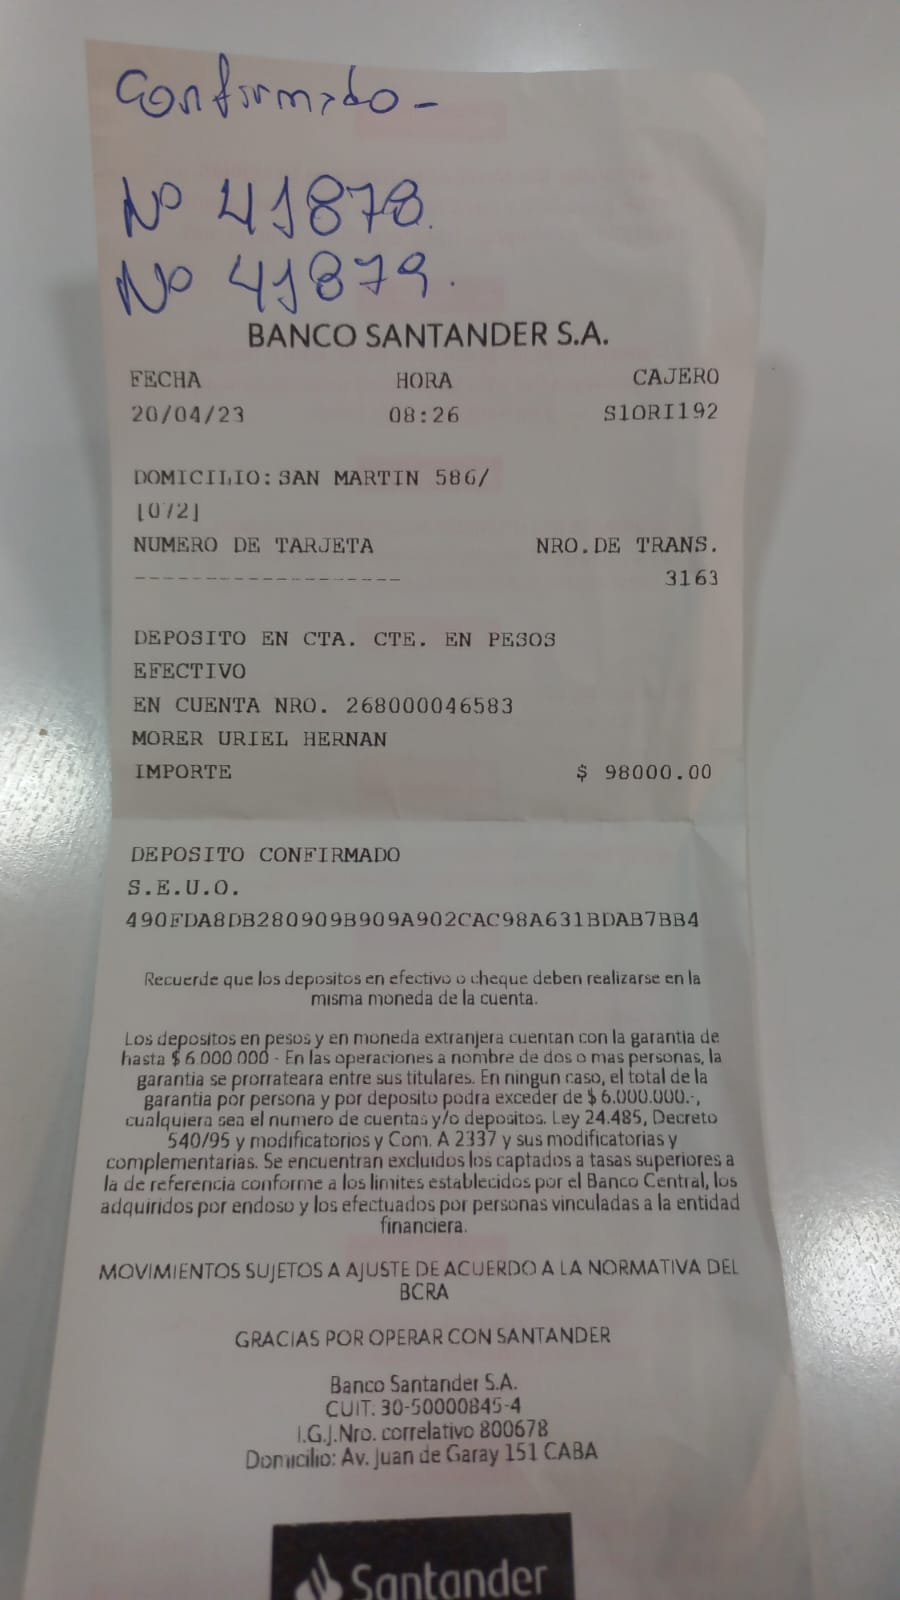 Confirmado -
Nº 41878.
Nº 41879.
BANCO SANTANDER S.A.
FECHA HORA CAJERO
20/04/23 08:26 S1ORI192
DOMICILIO: SAN MARTIN 586/
[072]
NUMERO DE TARJETA NRO.DE TRANS.
------------------- 3163
DEPOSITO EN CTA. CTE. EN PESOS
EFECTIVO
EN CUENTA NRO. 268000046583
MORER URIEL HERNAN
IMPORTE $ 98000.00
DEPOSITO CONFIRMADO
S.E.U.O.
490FDA8DB280909B909A902CAC98A631BDAB7BB4
Recuerde que los depositos en efectivo o cheque deben realizarse en la
misma moneda de la cuenta.
Los depositos en pesos y en moneda extranjera cuentan con la garantia de
hasta $ 6.000.000 - En las operaciones a nombre de dos o mas personas, la
garantia se prorrateara entre sus titulares. En ningun caso, el total de la
garantia por persona y por deposito podra exceder de $ 6.000.000.-,
cualquiera sea el numero de cuentas y/o depositos. Ley 24.485, Decreto
540/95 y modificatorios y Com. A 2337 y sus modificatorias y
complementarias. Se encuentran excluidos los captados a tasas superiores a
la de referencia conforme a los limites establecidos por el Banco Central, los
adquiridos por endoso y los efectuados por personas vinculadas a la entidad
financiera.
MOVIMIENTOS SUJETOS A AJUSTE DE ACUERDO A LA NORMATIVA DEL
BCRA
GRACIAS POR OPERAR CON SANTANDER
Banco Santander S.A.
CUIT: 30-50000845-4
I.G.J.Nro. correlativo 800678
Domicilio: Av. Juan de Garay 151 CABA
Santander